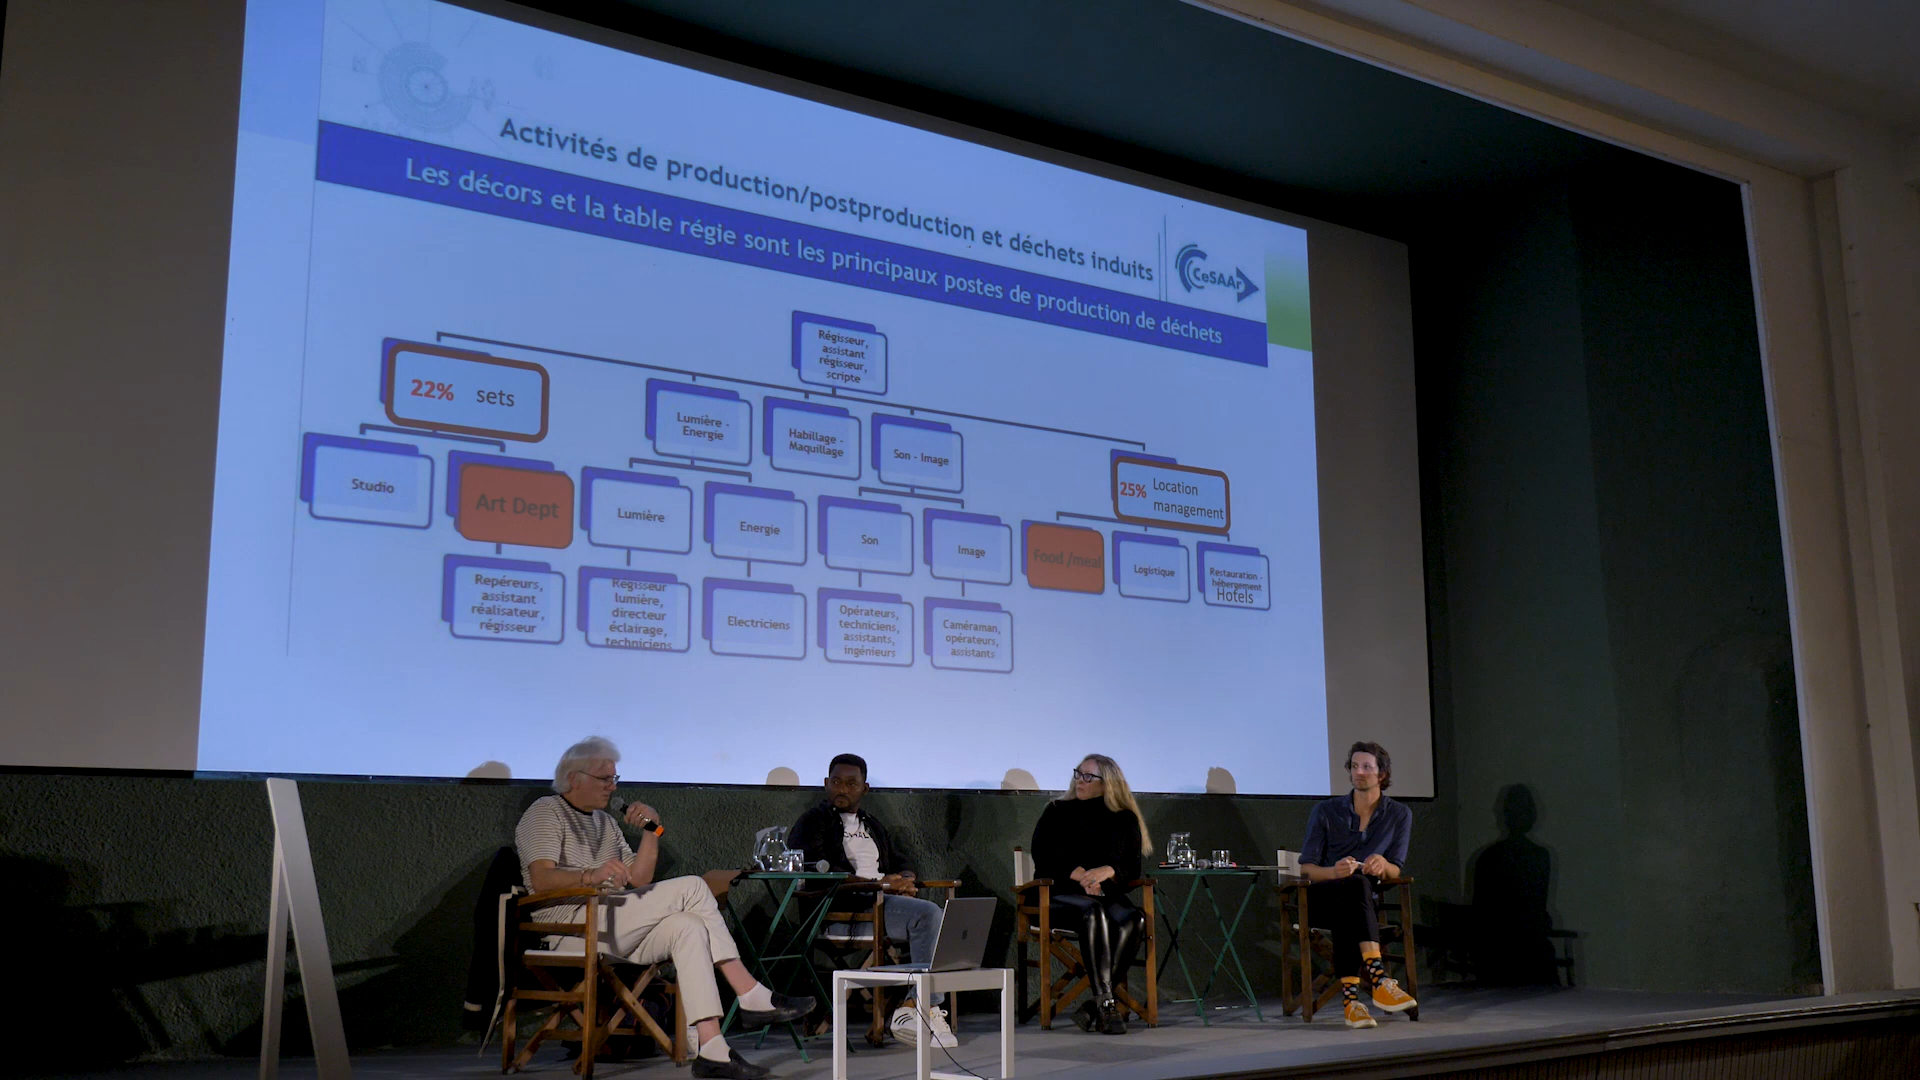 Activités de production/postproduction et déchets induits
Les décors et la table régie sont les principaux postes de production de déchets
CeSAAr
Régisseur,
assistant
régisseur,
scripte
22% sets
Lumière -
Energie
Habillage -
Maquillage
Son - Image
25% Location
management
Studio
Art Dept
Lumière
Energie
Son
Image
Food /meal
Logistique
Restauration -
hébergement
Hotels
Repéreurs,
assistant
réalisateur,
régisseur
Régisseur
lumière,
directeur
éclairage,
techniciens
Electriciens
Opérateurs,
techniciens,
assistants,
ingénieurs
Caméraman,
opérateurs,
assistants